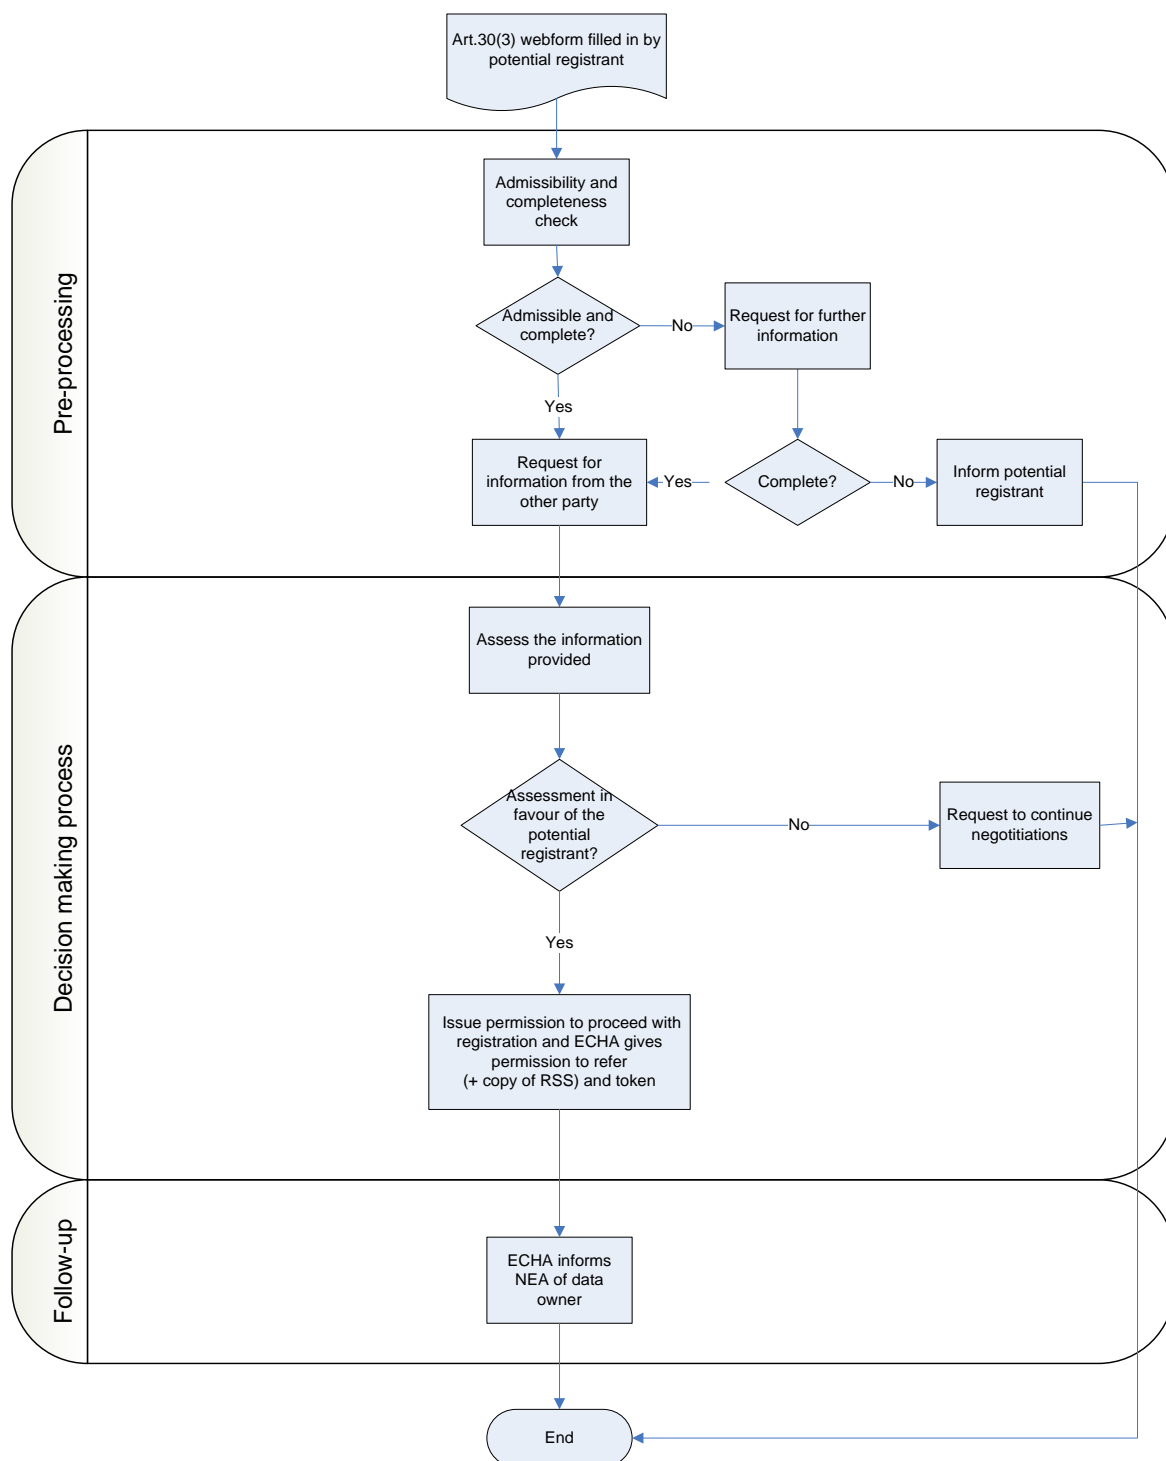 Art.30(3) webform filled in by
potential registrant
Pre-processing
Admissibility and
completeness
check
Admissible and
complete?
No
Request for further
information
Yes
Request for
information from the
other party
Yes
Complete?
No
Inform potential
registrant
Decision making process
Assess the information
provided
Assessment in
favour of the
potential
registrant?
No
Request to continue
negotitiations
Yes
Issue permission to proceed with
registration and ECHA gives
permission to refer
(+ copy of RSS) and token
Follow-up
ECHA informs
NEA of data
owner
End